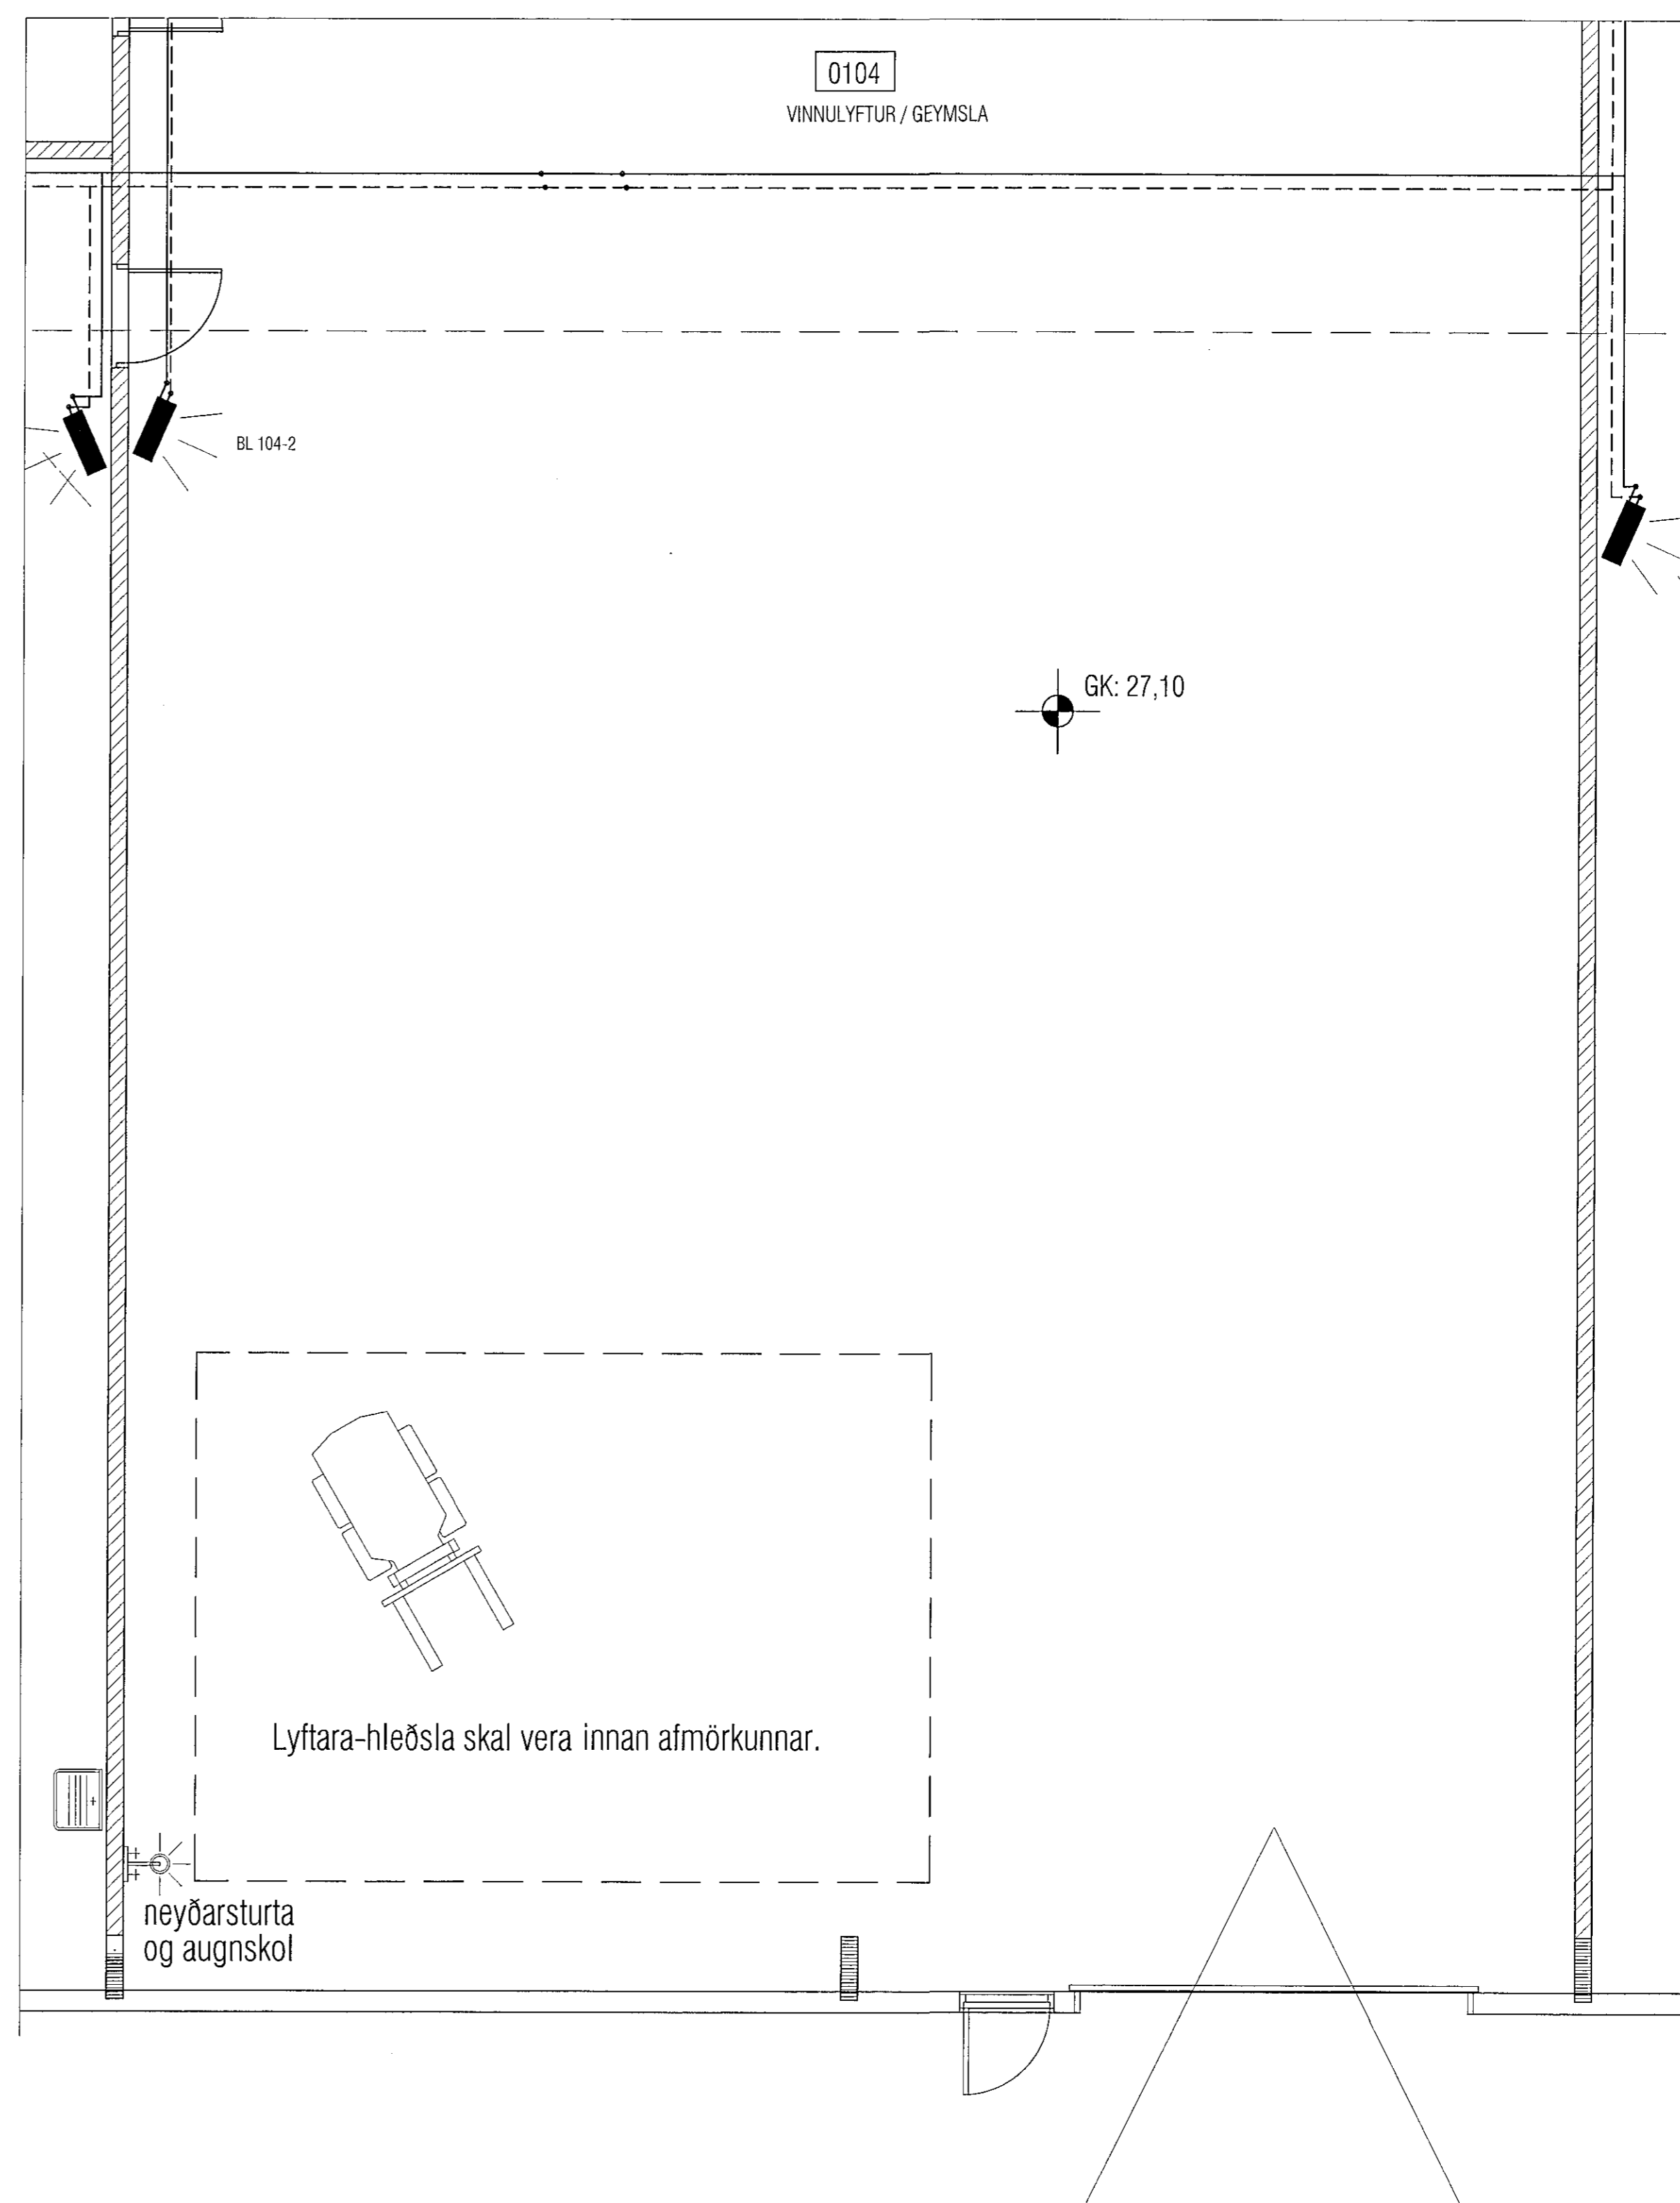 0104
VINNULYFTUR / GEYMSLA
BL 104-2
GK: 27,10
Lyftara-hleðsla skal vera innan afmörkunnar.
neyðarsturta
og augnskol